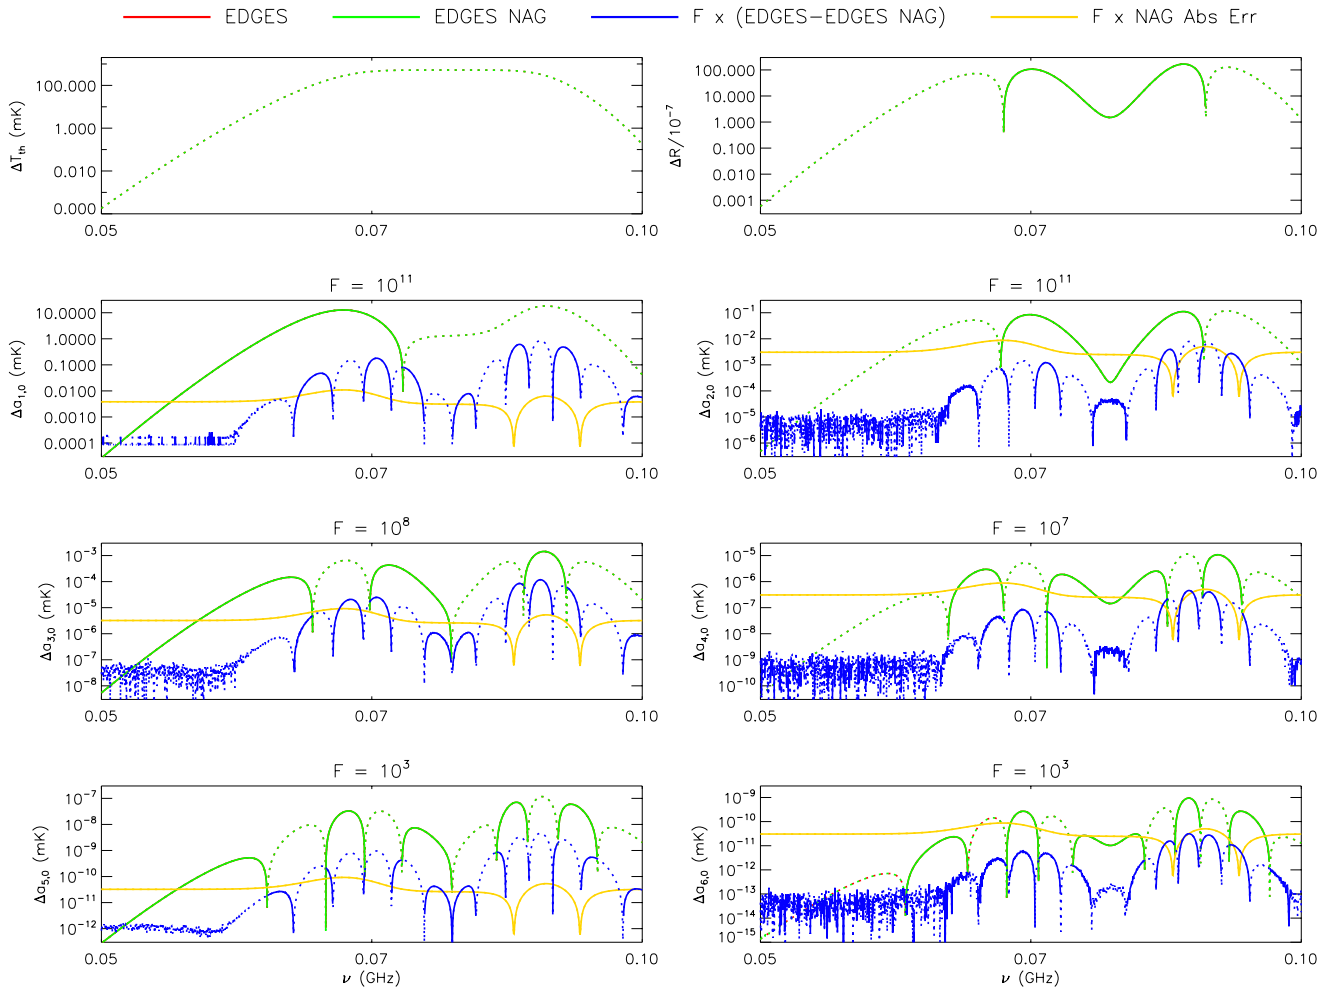 EDGES EDGES NAG F x (EDGES−EDGES NAG) F x NAG Abs Err
ΔT_th (mK)
100.000
1.000
0.010
0.000
0.05 0.07 0.10
ΔR/10^-7
100.000
10.000
1.000
0.100
0.010
0.001
0.05 0.07 0.10
F = 10^11
Δa_1,0 (mK)
10.0000
1.0000
0.1000
0.0100
0.0010
0.0001
0.05 0.07 0.10
F = 10^11
Δa_2,0 (mK)
10^-1
10^-2
10^-3
10^-4
10^-5
10^-6
0.05 0.07 0.10
F = 10^8
Δa_3,0 (mK)
10^-3
10^-4
10^-5
10^-6
10^-7
10^-8
0.05 0.07 0.10
F = 10^7
Δa_4,0 (mK)
10^-5
10^-6
10^-7
10^-8
10^-9
10^-10
0.05 0.07 0.10
F = 10^3
Δa_5,0 (mK)
10^-7
10^-8
10^-9
10^-10
10^-11
10^-12
0.05 0.07 0.10
ν (GHz)
F = 10^3
Δa_6,0 (mK)
10^-9
10^-10
10^-11
10^-12
10^-13
10^-14
10^-15
0.05 0.07 0.10
ν (GHz)